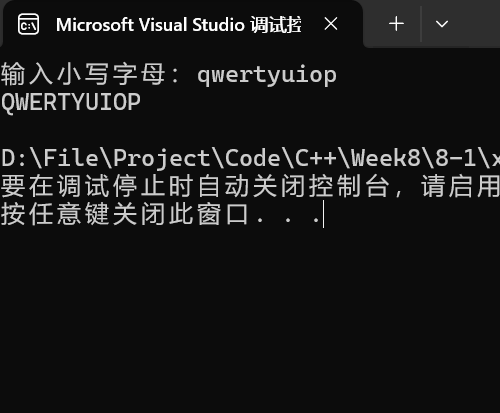 Microsoft Visual Studio 调试控
输入小写字母：qwertyuiop
QWERTYUIOP
D:\File\Project\Code\C++\Week8\8-1\x
要在调试停止时自动关闭控制台，请启用
按任意键关闭此窗口. . .